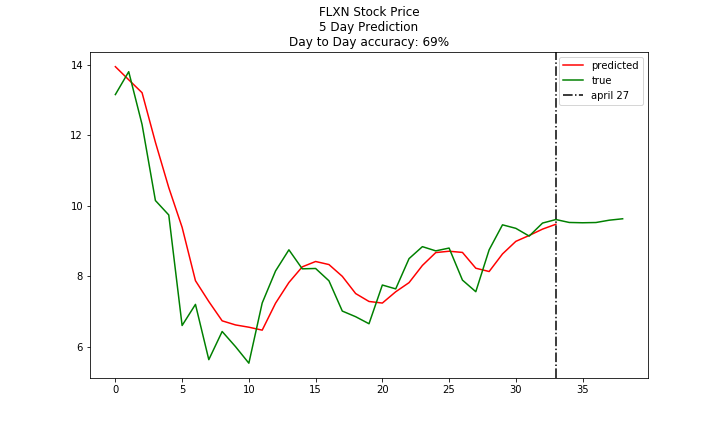 FLXN Stock Price
5 Day Prediction
Day to Day accuracy: 69%
predicted
true
april 27
14
12
10
8
6
0 5 10 15 20 25 30 35